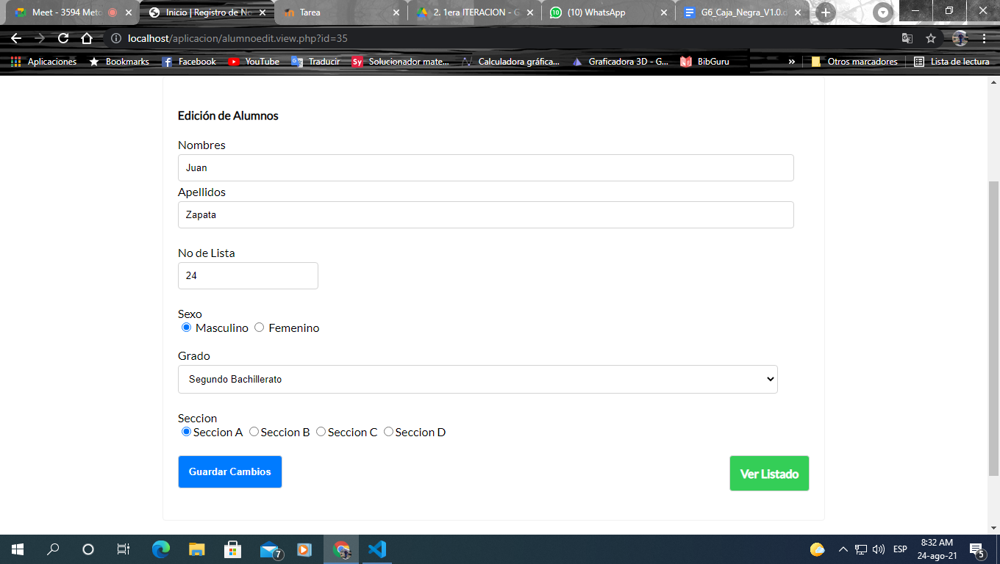 Meet - 3594 Meto
Inicio | Registro de No
Tarea
2. 1era ITERACION - G
(10) WhatsApp
G6_Caja_Negra_V1.0.d
localhost/aplicacion/alumnoedit.view.php?id=35
Aplicaciones Bookmarks Facebook YouTube Traducir Sy Solucionador mate... Calculadora gráfica... Graficadora 3D - G... BibGuru » Otros marcadores Lista de lectura
Edición de Alumnos
Nombres
Juan
Apellidos
Zapata
No de Lista
24
Sexo
Masculino Femenino
Grado
Segundo Bachillerato
Seccion
Seccion A Seccion B Seccion C Seccion D
Guardar Cambios Ver Listado
7
ESP
8:32 AM
24-ago-21
5